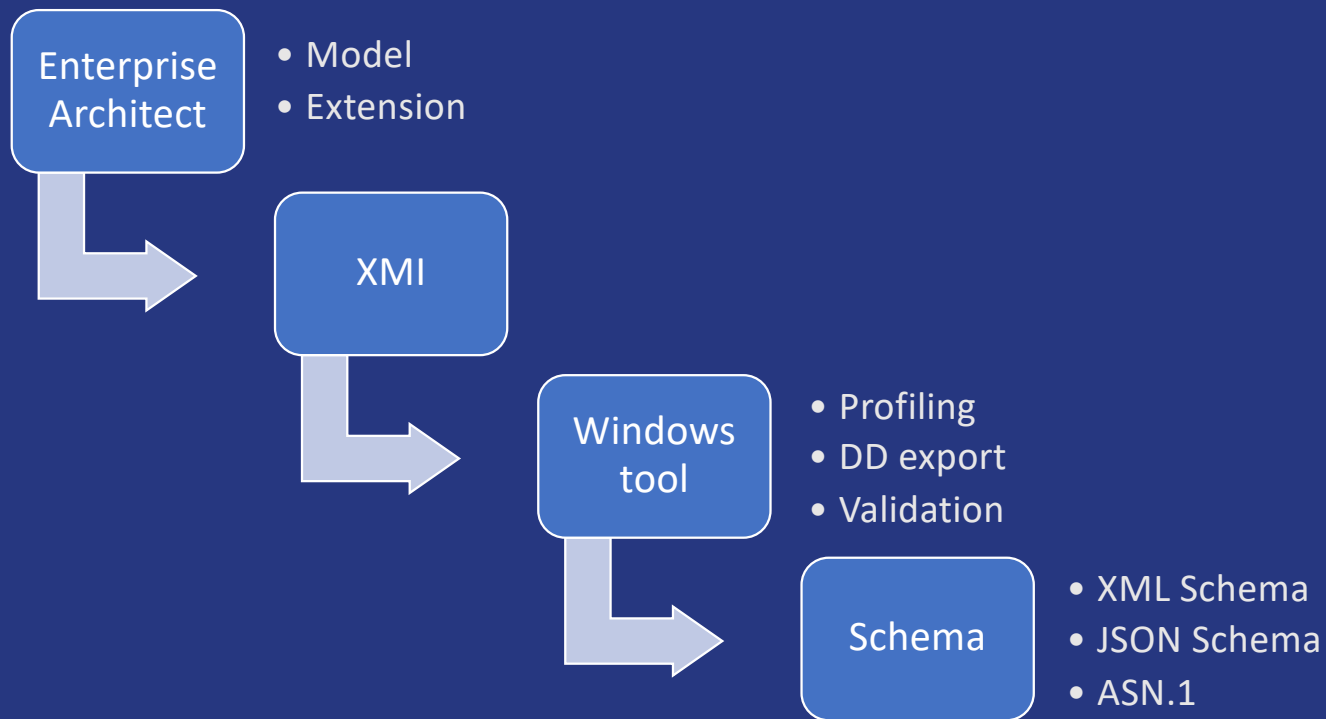 Enterprise
Architect
• Model
• Extension
XMI
Windows
tool
• Profiling
• DD export
• Validation
Schema
• XML Schema
• JSON Schema
• ASN.1